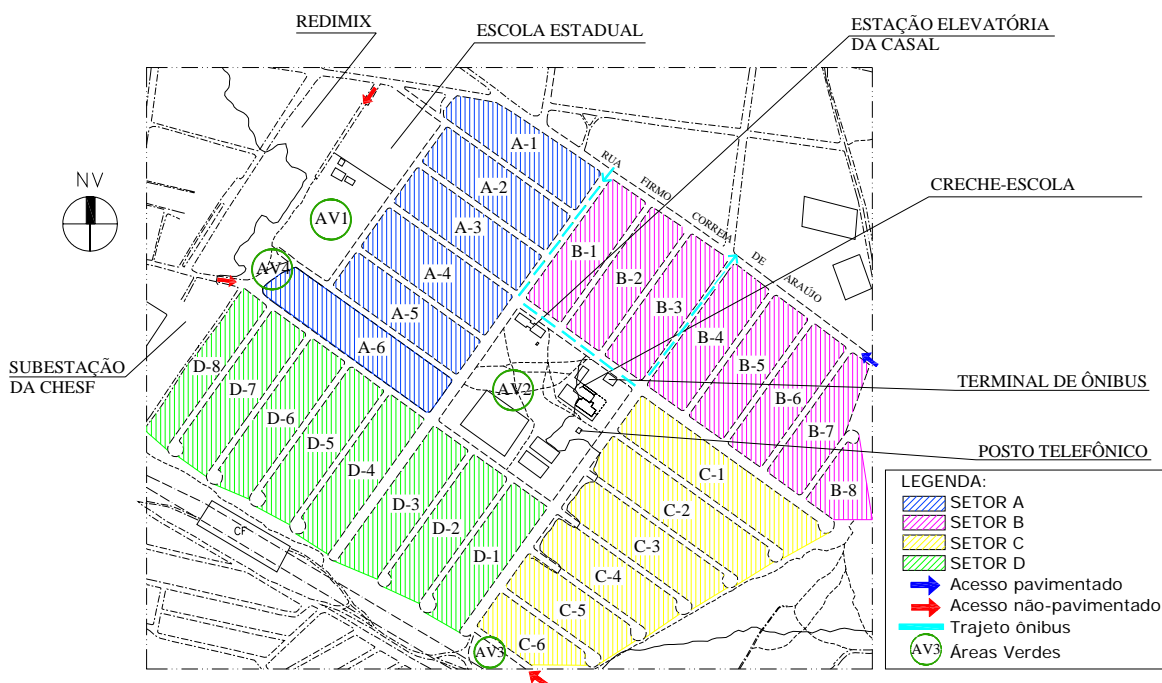 REDIMIX
ESCOLA ESTADUAL
ESTAÇÃO ELEVATÓRIA
DA CASAL
CRECHE-ESCOLA
NV
RUA FIRMO CORREIA DE ARAÚJO
A-1
A-2
A-3
A-4
A-5
A-6
AV1
AV4
AV2
AV3
B-1
B-2
B-3
B-4
B-5
B-6
B-7
B-8
SUBESTAÇÃO
DA CHESF
D-8
D-7
D-6
D-5
D-4
D-3
D-2
D-1
CF
C-1
C-2
C-3
C-4
C-5
C-6
TERMINAL DE ÔNIBUS
POSTO TELEFÔNICO
LEGENDA:
SETOR A
SETOR B
SETOR C
SETOR D
Acesso pavimentado
Acesso não-pavimentado
Trajeto ônibus
AV3 Áreas Verdes